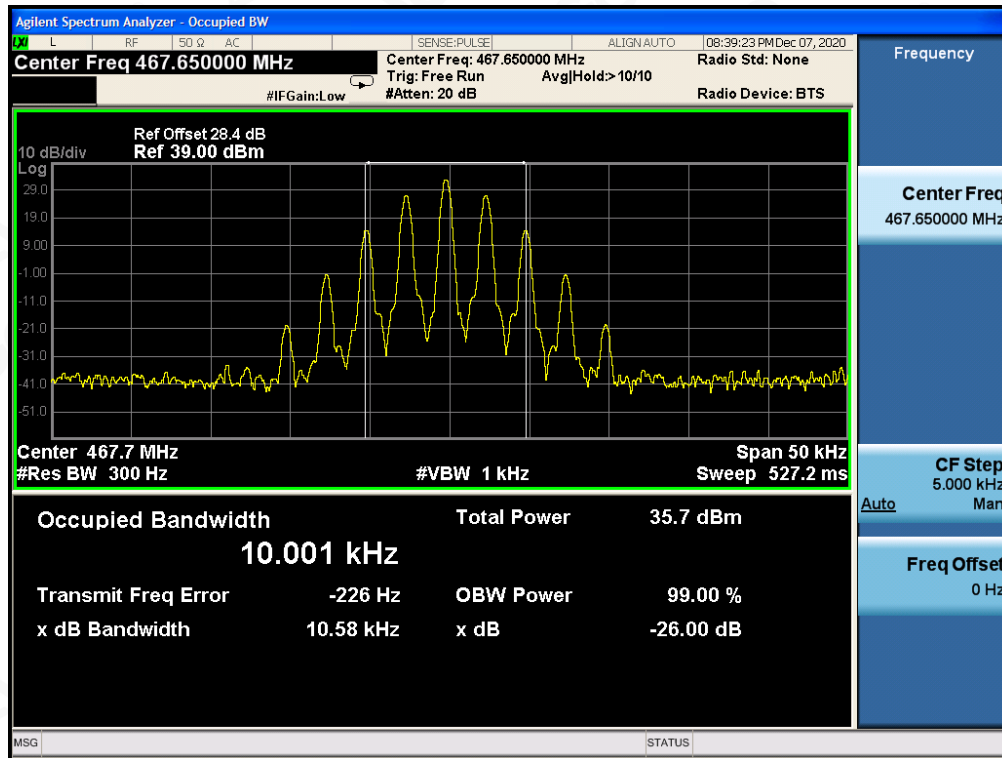 Agilent Spectrum Analyzer - Occupied BW
LXI L RF 50 Ω AC SENSE:PULSE ALIGN AUTO 08:39:23 PM Dec 07, 2020
Center Freq 467.650000 MHz
Center Freq: 467.650000 MHz Radio Std: None
Trig: Free Run Avg|Hold:> 10/10
#IFGain:Low #Atten: 20 dB Radio Device: BTS
Ref Offset 28.4 dB
10 dB/div Ref 39.00 dBm
Log
29.0
19.0
9.00
-1.00
-11.0
-21.0
-31.0
-41.0
-51.0
Center 467.7 MHz Span 50 kHz
#Res BW 300 Hz #VBW 1 kHz Sweep 527.2 ms
Occupied Bandwidth Total Power 35.7 dBm
10.001 kHz
Transmit Freq Error -226 Hz OBW Power 99.00 %
x dB Bandwidth 10.58 kHz x dB -26.00 dB
MSG STATUS
Frequency
Center Freq
467.650000 MHz
CF Step
5.000 kHz
Auto Man
Freq Offset
0 Hz